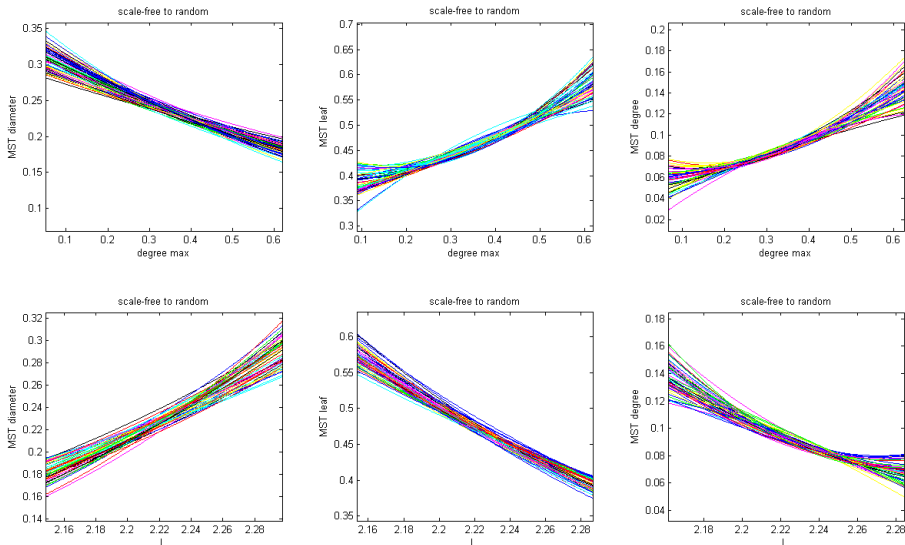 scale-free to random
0.35
0.3
0.25
0.2
0.15
0.1
MST diameter
0.1 0.2 0.3 0.4 0.5 0.6
degree max
scale-free to random
0.7
0.65
0.6
0.55
0.5
0.45
0.4
0.35
0.3
MST leaf
0.1 0.2 0.3 0.4 0.5 0.6
degree max
scale-free to random
0.2
0.18
0.16
0.14
0.12
0.1
0.08
0.06
0.04
0.02
MST degree
0.1 0.2 0.3 0.4 0.5 0.6
degree max
scale-free to random
0.32
0.3
0.28
0.26
0.24
0.22
0.2
0.18
0.16
0.14
MST diameter
2.16 2.18 2.2 2.22 2.24 2.26 2.28
L
scale-free to random
0.6
0.55
0.5
0.45
0.4
0.35
MST leaf
2.16 2.18 2.2 2.22 2.24 2.26 2.28
L
scale-free to random
0.18
0.16
0.14
0.12
0.1
0.08
0.06
0.04
MST degree
2.18 2.2 2.22 2.24 2.26 2.28
L